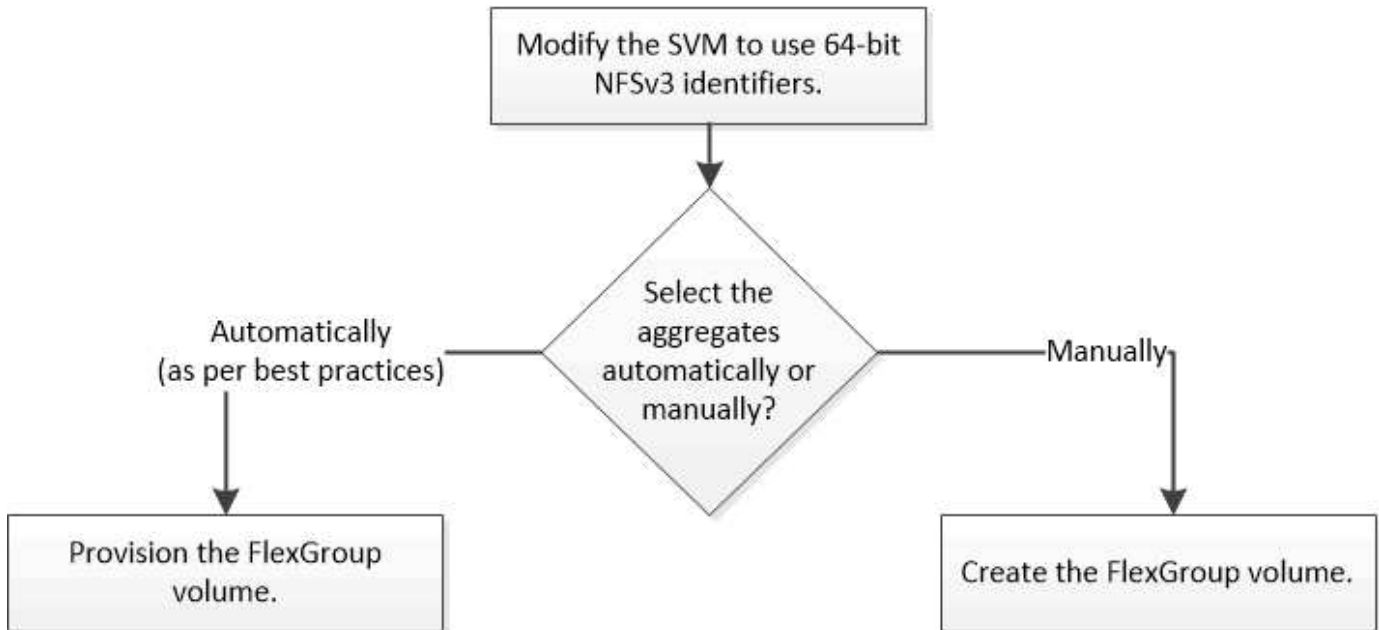 Modify the SVM to use 64-bit
NFSv3 identifiers.
Select the
aggregates
automatically or
manually?
Automatically
(as per best practices)
Manually
Provision the FlexGroup
volume.
Create the FlexGroup volume.